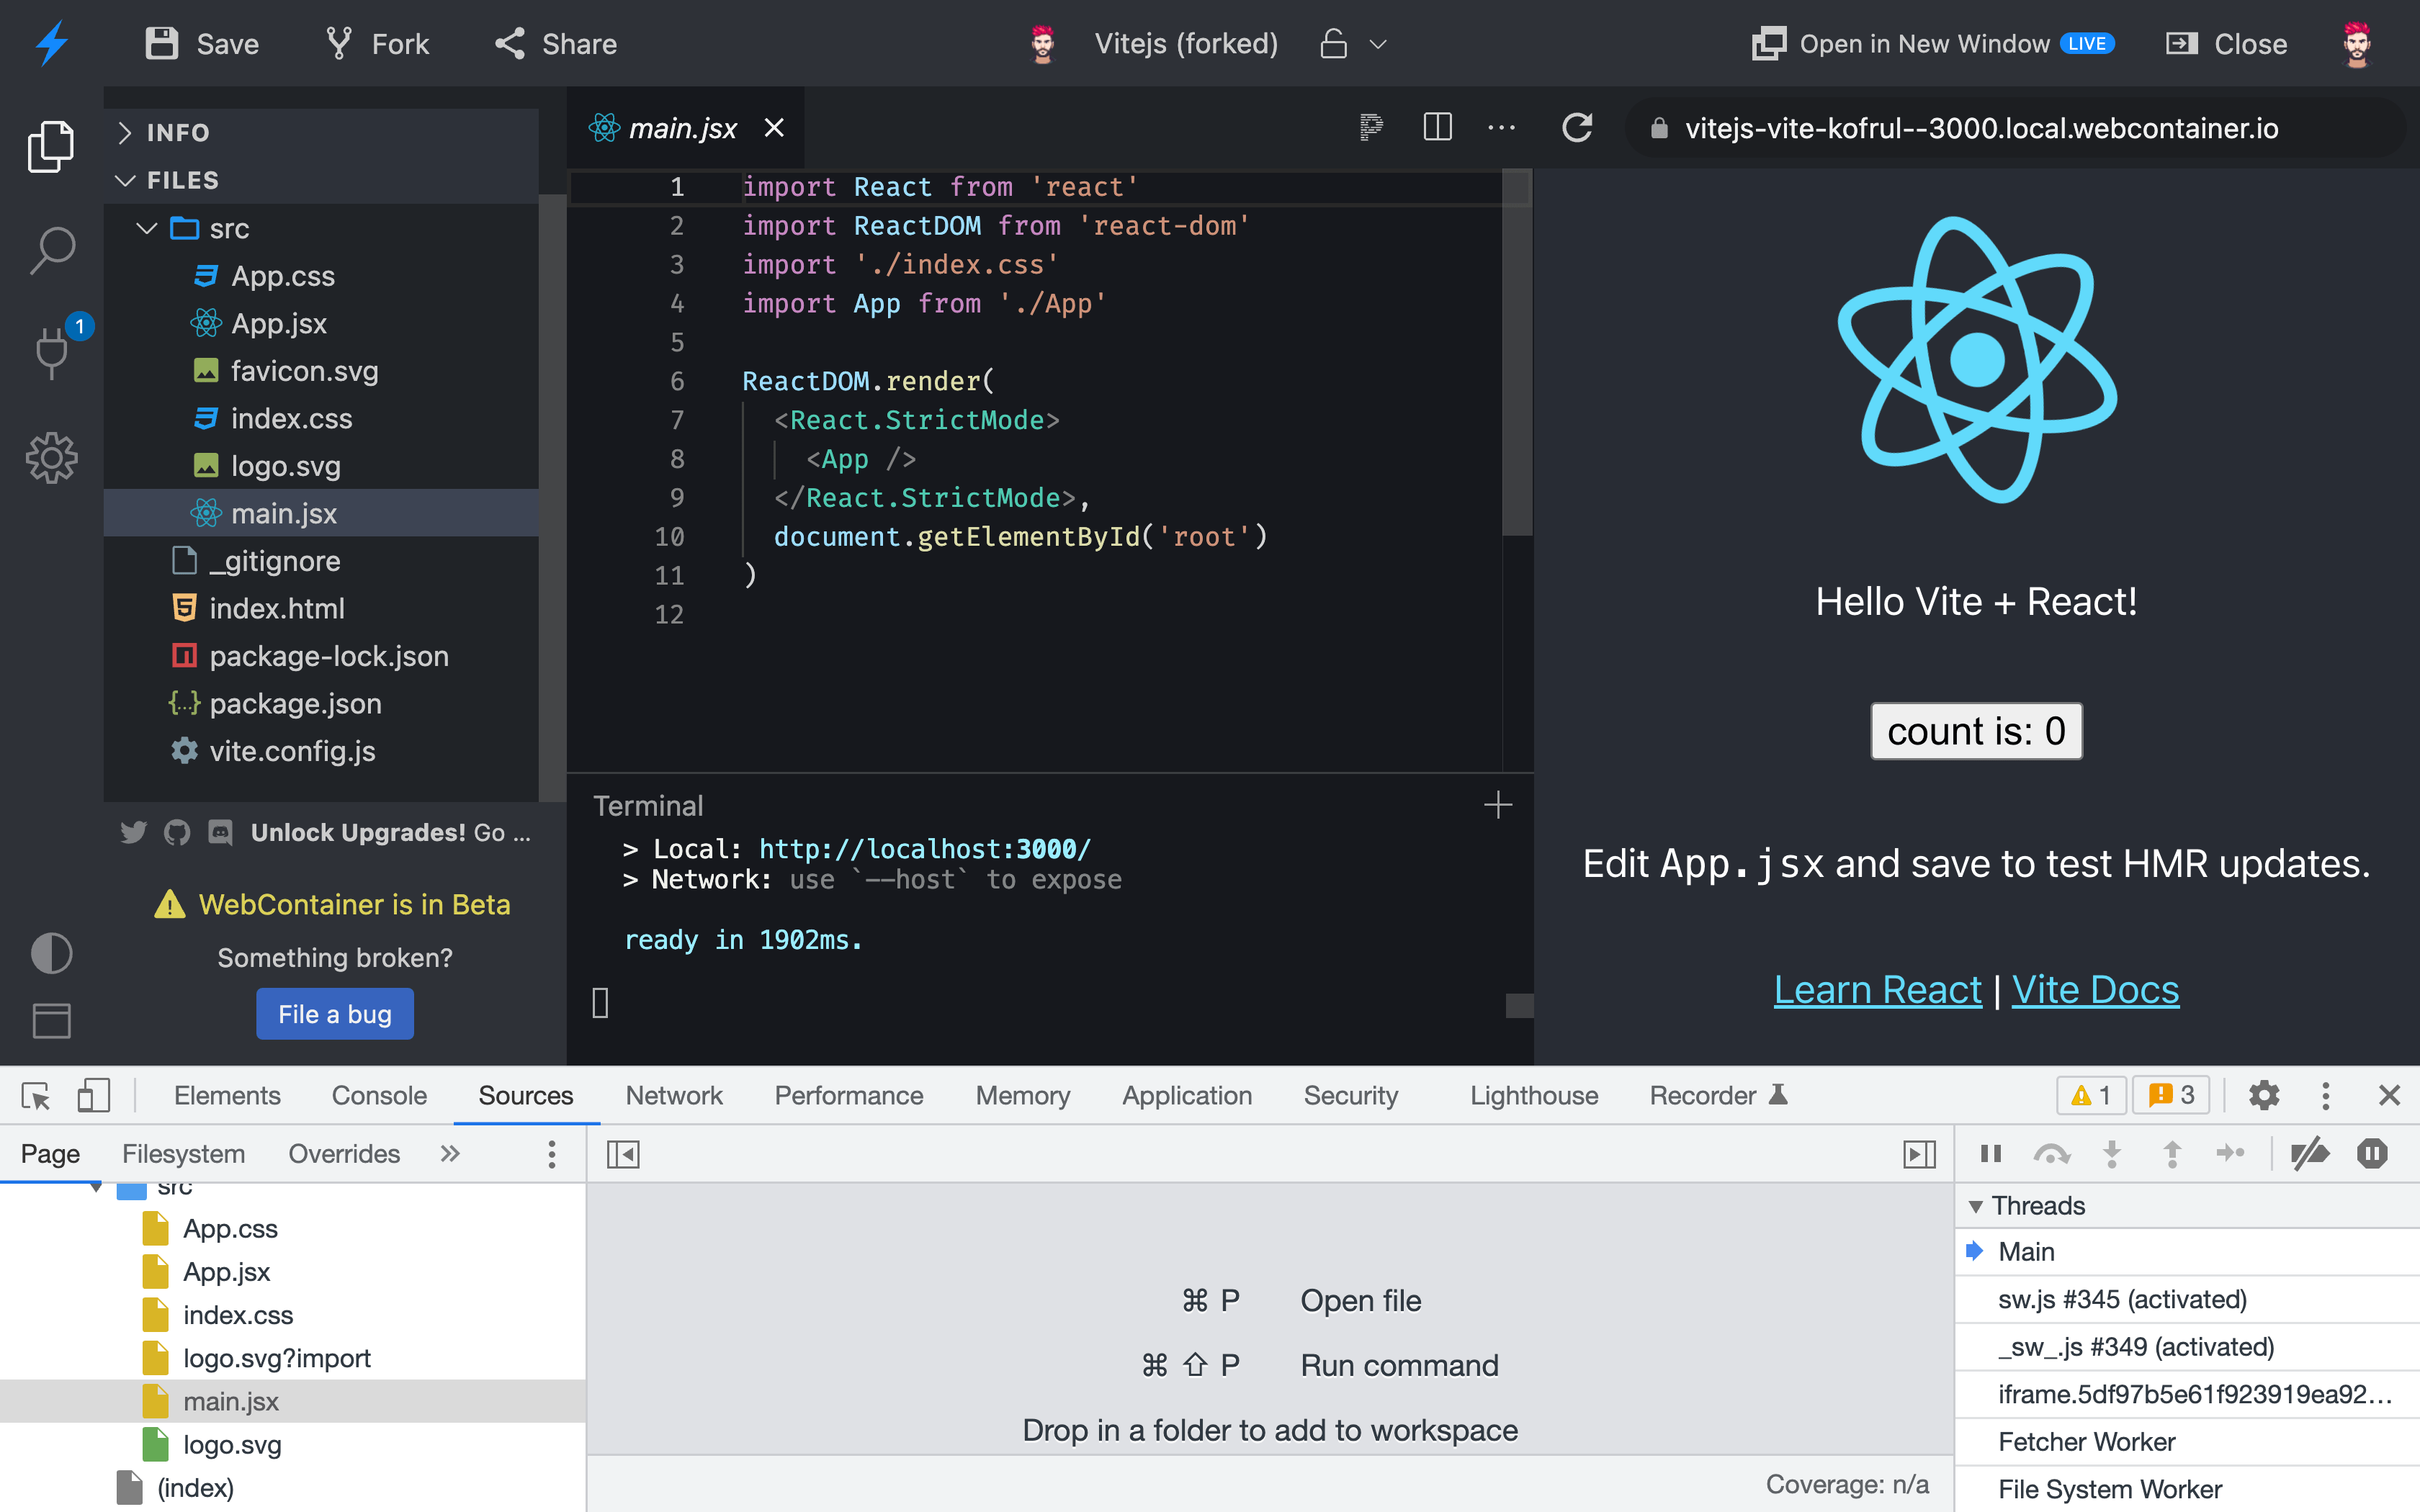 Save
Fork
Share
Vitejs (forked)
Open in New Window LIVE
Close
INFO
FILES
src
App.css
App.jsx
favicon.svg
index.css
logo.svg
main.jsx
_gitignore
index.html
package-lock.json
package.json
vite.config.js
1
Unlock Upgrades! Go ...
WebContainer is in Beta
Something broken?
File a bug
main.jsx
1 import React from 'react'
2 import ReactDOM from 'react-dom'
3 import './index.css'
4 import App from './App'
5
6 ReactDOM.render(
7 <React.StrictMode>
8 <App />
9 </React.StrictMode>,
10 document.getElementById('root')
11 )
12
Terminal
> Local: http://localhost:3000/
> Network: use `--host` to expose
ready in 1902ms.
vitejs-vite-kofrul--3000.local.webcontainer.io
Hello Vite + React!
count is: 0
Edit App.jsx and save to test HMR updates.
Learn React | Vite Docs
Elements Console Sources Network Performance Memory Application Security Lighthouse Recorder 1 3
Page Filesystem Overrides »
src
App.css
App.jsx
index.css
logo.svg?import
main.jsx
logo.svg
(index)
⌘ P Open file
⌘ ⇧ P Run command
Drop in a folder to add to workspace
Coverage: n/a
Threads
Main
sw.js #345 (activated)
_sw_.js #349 (activated)
iframe.5df97b5e61f923919ea92…
Fetcher Worker
File System Worker